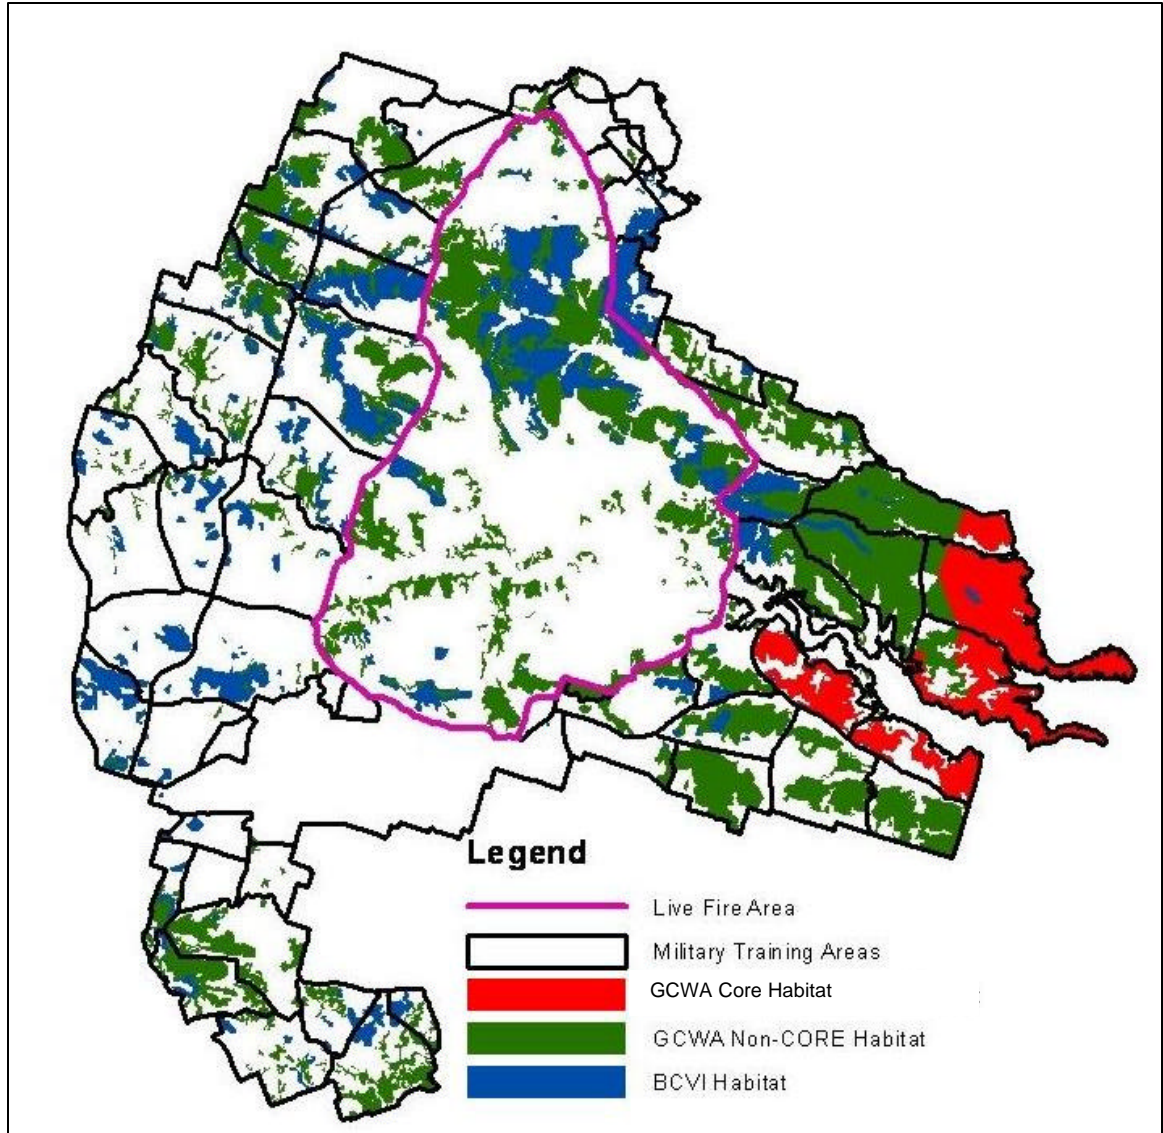 Legend
Live Fire Area
Military Training Areas
GCWA Core Habitat
GCWA Non-CORE Habitat
BCVI Habitat